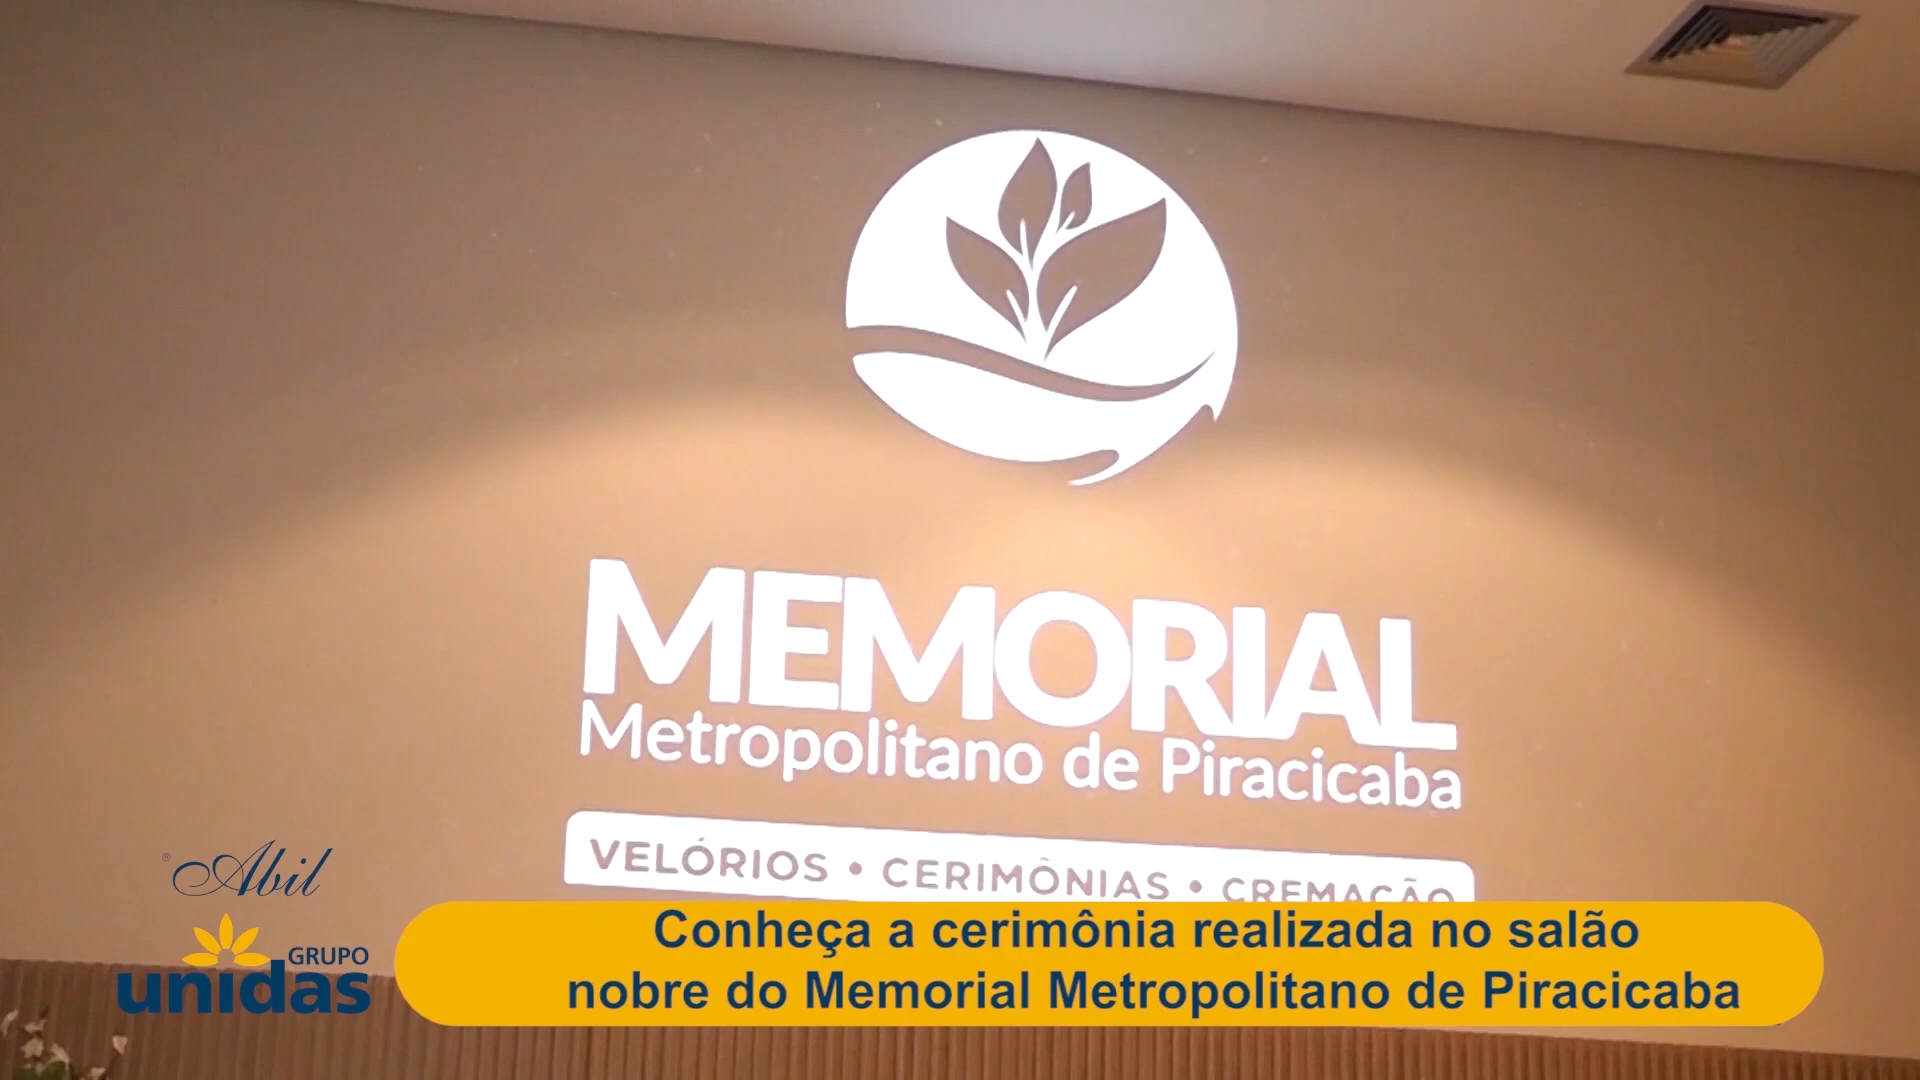 MEMORIAL
Metropolitano de Piracicaba
VELÓRIOS • CERIMÔNIAS • CREMAÇÃO
® Abil
GRUPO
unidas
Conheça a cerimônia realizada no salão
nobre do Memorial Metropolitano de Piracicaba